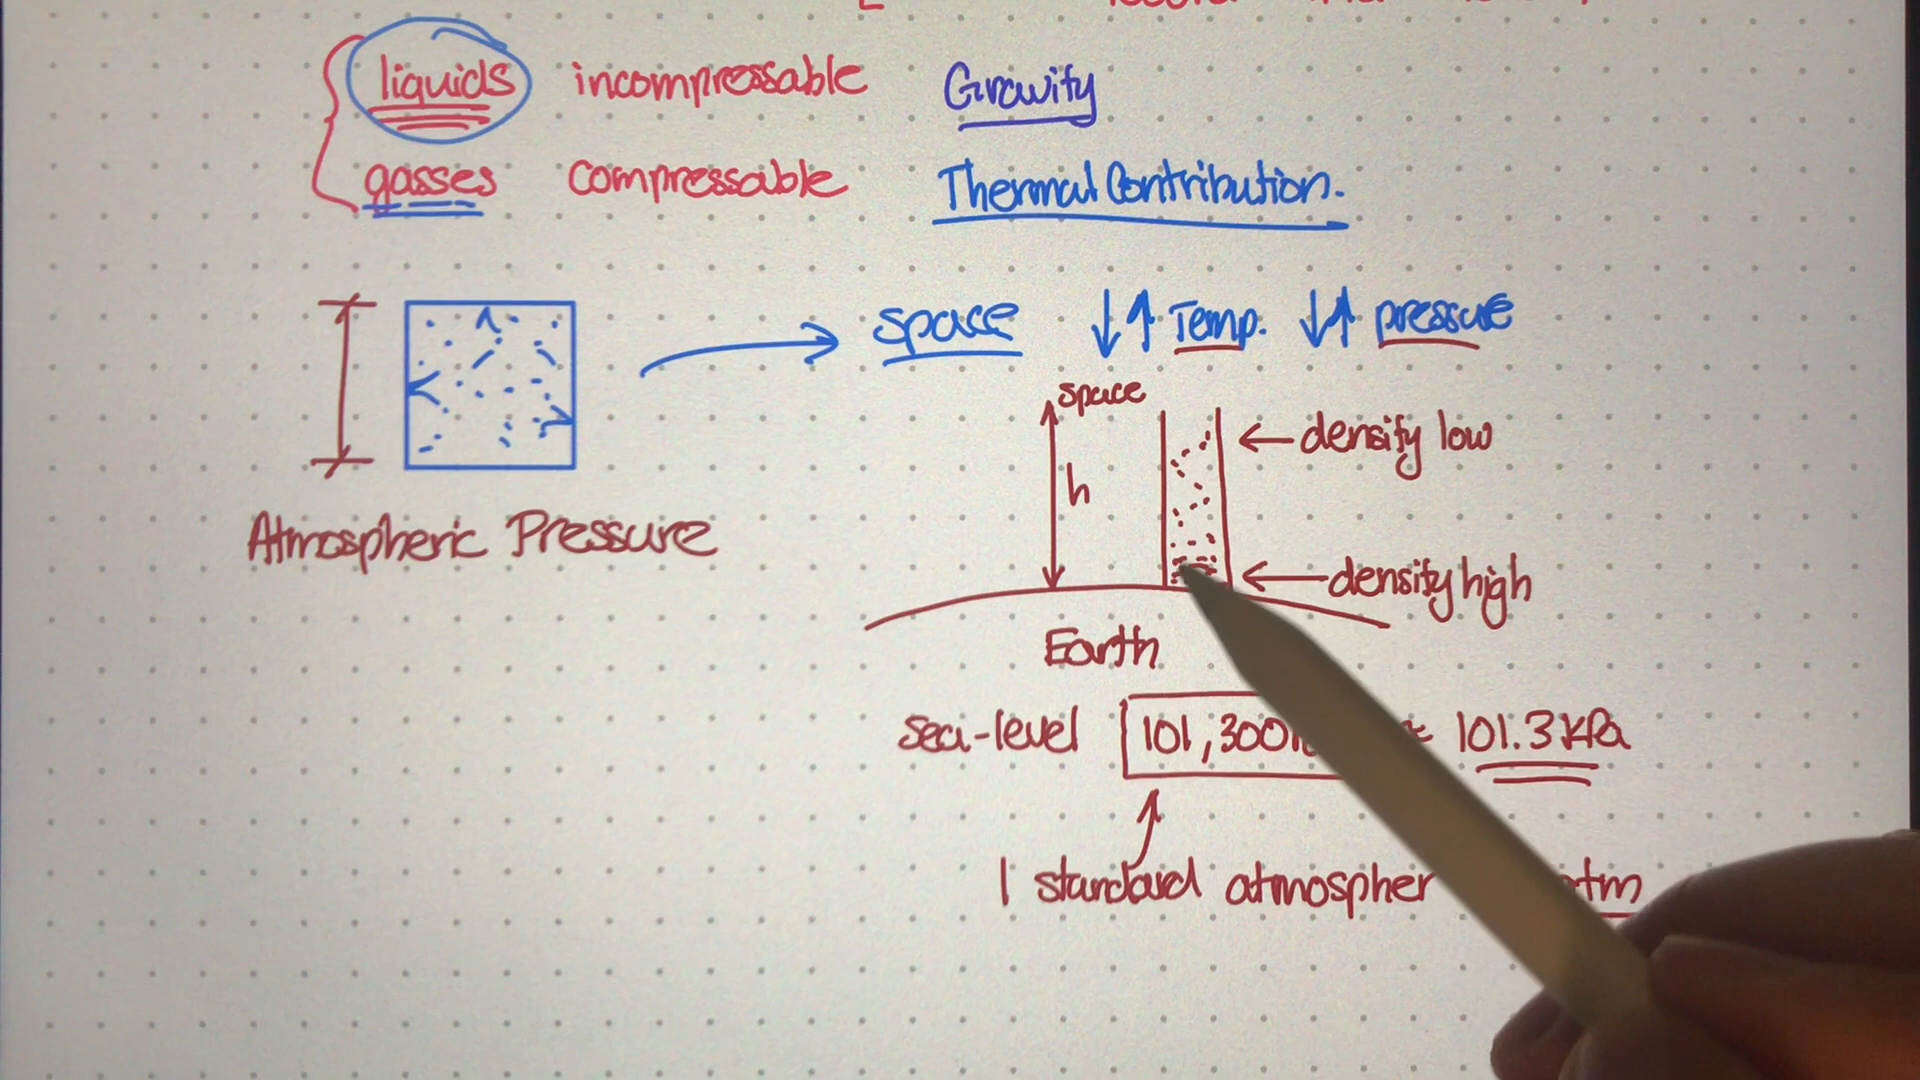 liquids incompressable Gravity
gasses compressable Thermal Contribution.
space ↓↑ Temp. ↓↑ pressure
space
density low
h
Atmospheric Pressure
density high
Earth
sea-level 101,300 101.3 kPa
1 standard atmospher atm